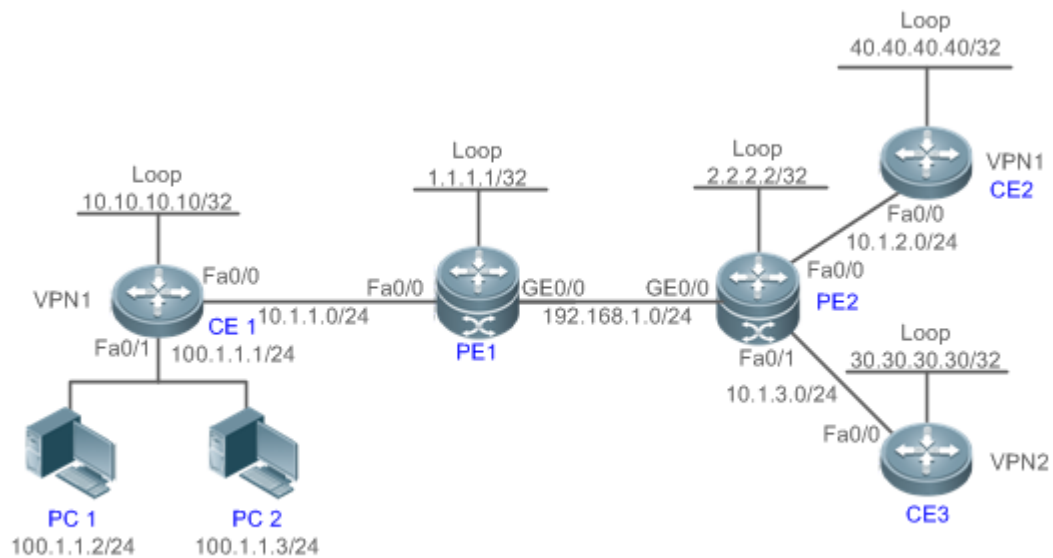 Loop
40.40.40.40/32
VPN1
CE2
Fa0/0
10.1.2.0/24
Loop
2.2.2.2/32
Loop
1.1.1.1/32
Loop
10.10.10.10/32
VPN1
Fa0/0
CE 1
10.1.1.0/24
Fa0/0
PE1
GE0/0
192.168.1.0/24
GE0/0
Fa0/0
PE2
Fa0/1
100.1.1.1/24
Fa0/1
10.1.3.0/24
Loop
30.30.30.30/32
Fa0/0
VPN2
CE3
PC 1
100.1.1.2/24
PC 2
100.1.1.3/24